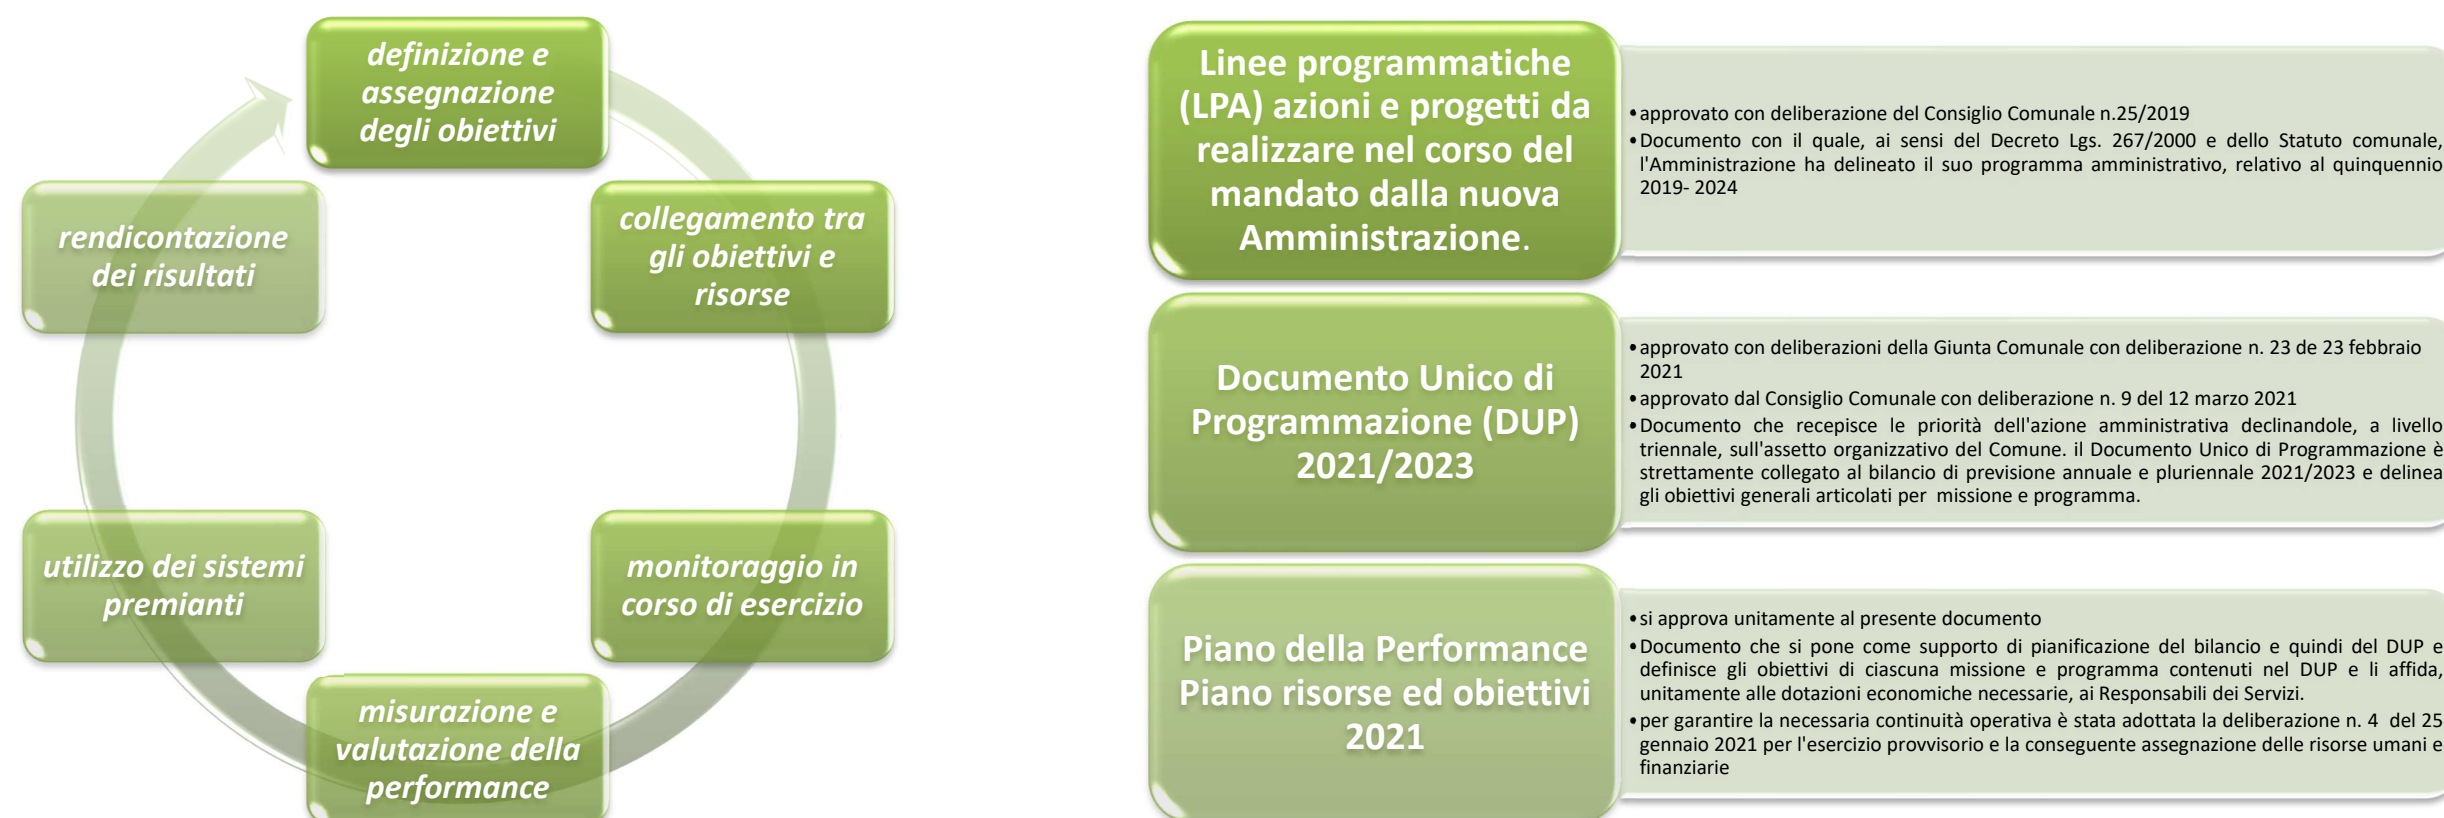 definizione e
assegnazione
degli obiettivi
collegamento tra
gli obiettivi e
risorse
monitoraggio in
corso di esercizio
misurazione e
valutazione della
performance
utilizzo dei sistemi
premianti
rendicontazione
dei risultati
Linee programmatiche
(LPA) azioni e progetti da
realizzare nel corso del
mandato dalla nuova
Amministrazione.
•approvato con deliberazione del Consiglio Comunale n.25/2019
•Documento con il quale, ai sensi del Decreto Lgs. 267/2000 e dello Statuto comunale,
l'Amministrazione ha delineato il suo programma amministrativo, relativo al quinquennio
2019- 2024
Documento Unico di
Programmazione (DUP)
2021/2023
•approvato con deliberazioni della Giunta Comunale con deliberazione n. 23 de 23 febbraio
2021
•approvato dal Consiglio Comunale con deliberazione n. 9 del 12 marzo 2021
•Documento che recepisce le priorità dell'azione amministrativa declinandole, a livello
triennale, sull'assetto organizzativo del Comune. il Documento Unico di Programmazione è
strettamente collegato al bilancio di previsione annuale e pluriennale 2021/2023 e delinea
gli obiettivi generali articolati per missione e programma.
Piano della Performance
Piano risorse ed obiettivi
2021
•si approva unitamente al presente documento
•Documento che si pone come supporto di pianificazione del bilancio e quindi del DUP e
definisce gli obiettivi di ciascuna missione e programma contenuti nel DUP e li affida,
unitamente alle dotazioni economiche necessarie, ai Responsabili dei Servizi.
•per garantire la necessaria continuità operativa è stata adottata la deliberazione n. 4 del 25
gennaio 2021 per l'esercizio provvisorio e la conseguente assegnazione delle risorse umani e
finanziarie